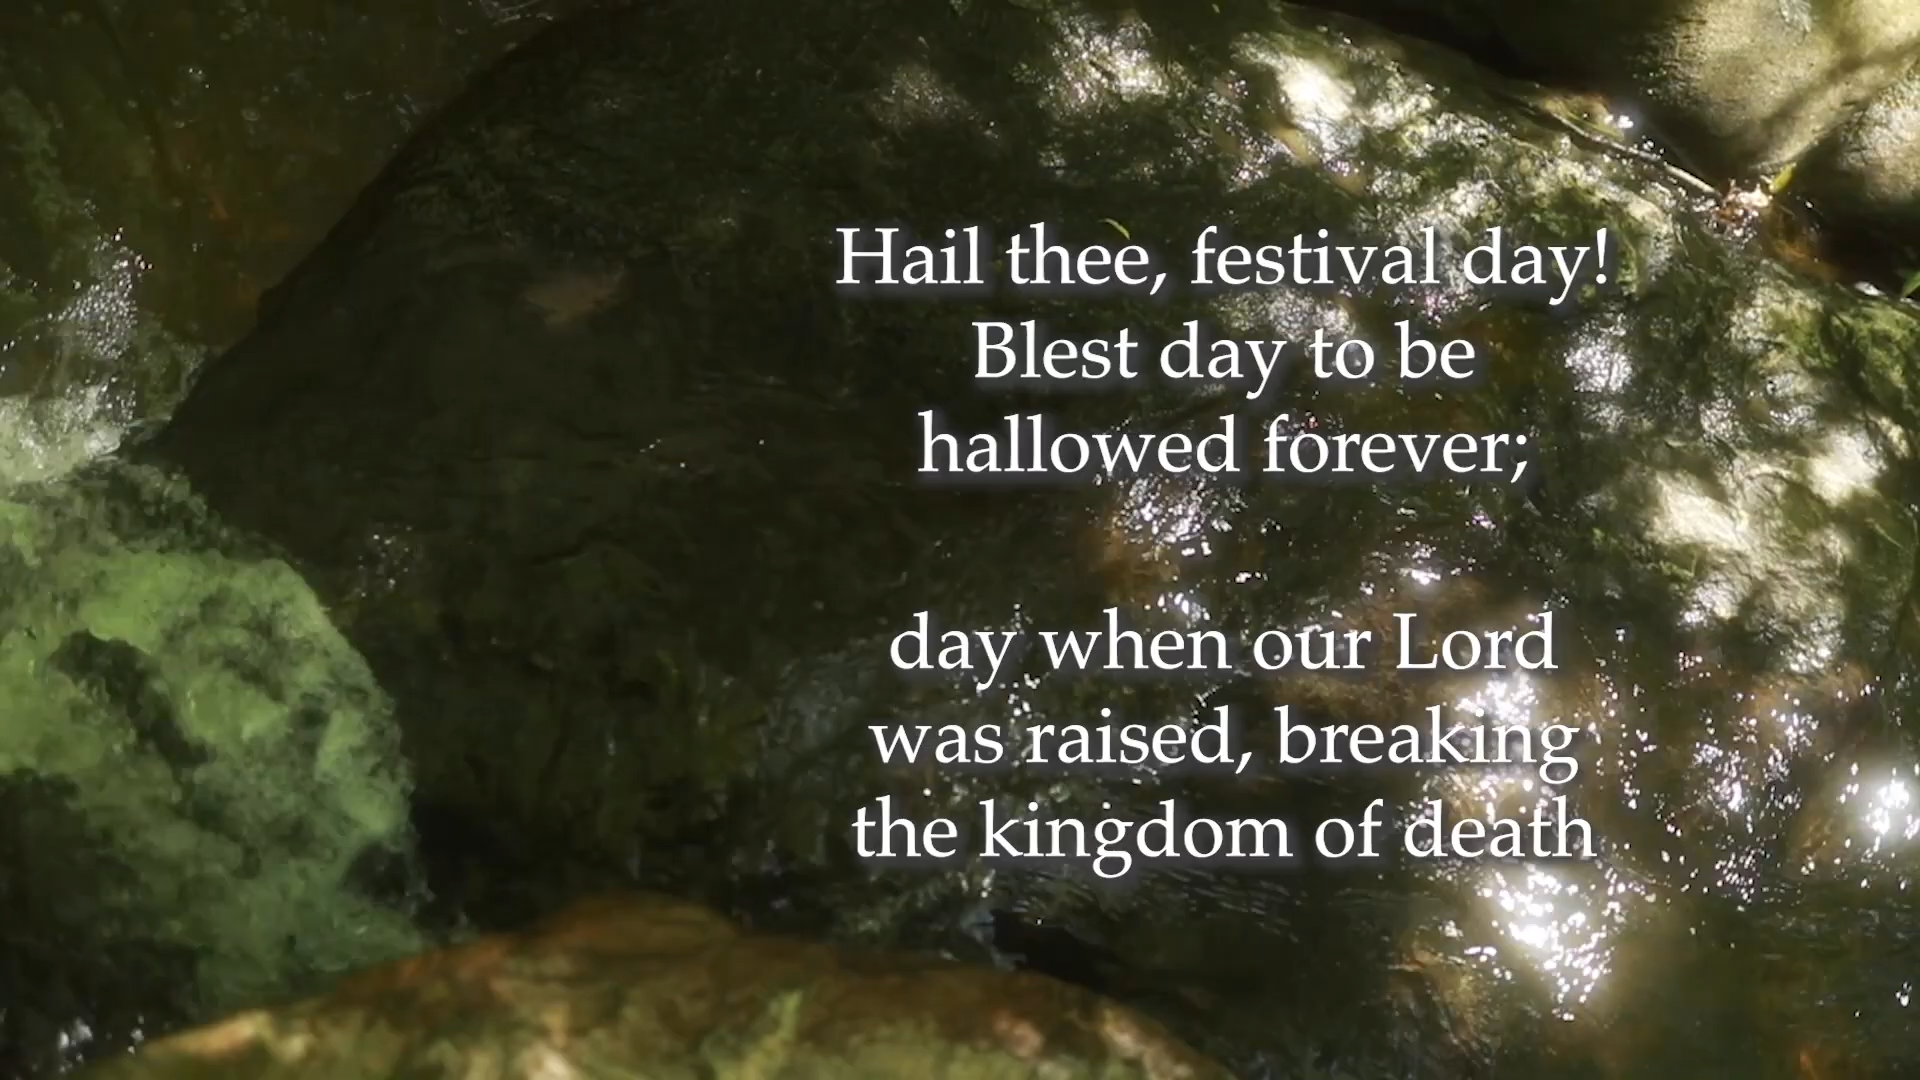 Hail thee, festival day!
Blest day to be
hallowed forever;
day when our Lord
was raised, breaking
the kingdom of death